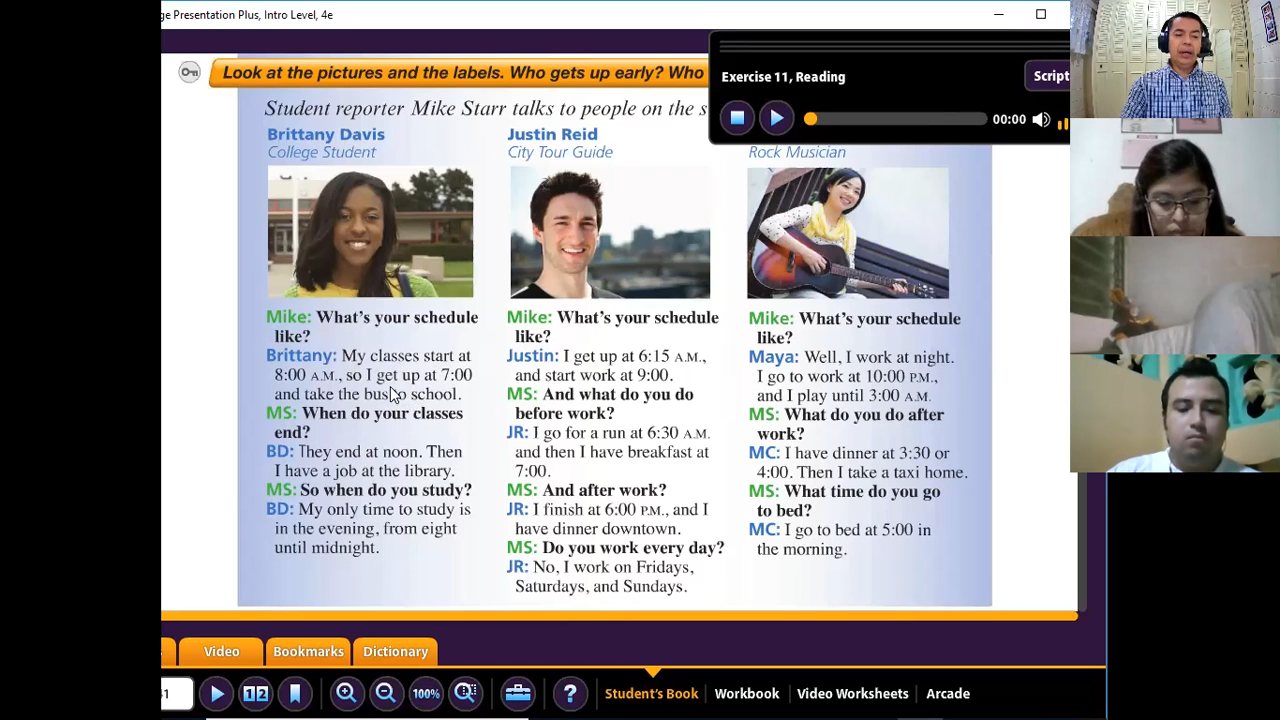 ge Presentation Plus, Intro Level, 4e
Look at the pictures and the labels. Who gets up early? Who
Student reporter Mike Starr talks to people on the s
Exercise 11, Reading
Script
00:00
Brittany Davis
College Student
Mike: What's your schedule
like?
Brittany: My classes start at
8:00 A.M., so I get up at 7:00
and take the bus to school.
MS: When do your classes
end?
BD: They end at noon. Then
I have a job at the library.
MS: So when do you study?
BD: My only time to study is
in the evening, from eight
until midnight.
Justin Reid
City Tour Guide
Mike: What's your schedule
like?
Justin: I get up at 6:15 A.M.,
and start work at 9:00.
MS: And what do you do
before work?
JR: I go for a run at 6:30 A.M.
and then I have breakfast at
7:00.
MS: And after work?
JR: I finish at 6:00 P.M., and I
have dinner downtown.
MS: Do you work every day?
JR: No, I work on Fridays,
Saturdays, and Sundays.
Rock Musician
Mike: What's your schedule
like?
Maya: Well, I work at night.
I go to work at 10:00 P.M.,
and I play until 3:00 A.M.
MS: What do you do after
work?
MC: I have dinner at 3:30 or
4:00. Then I take a taxi home.
MS: What time do you go
to bed?
MC: I go to bed at 5:00 in
the morning.
Video
Bookmarks
Dictionary
1 2
100%
?
Student's Book
Workbook
Video Worksheets
Arcade